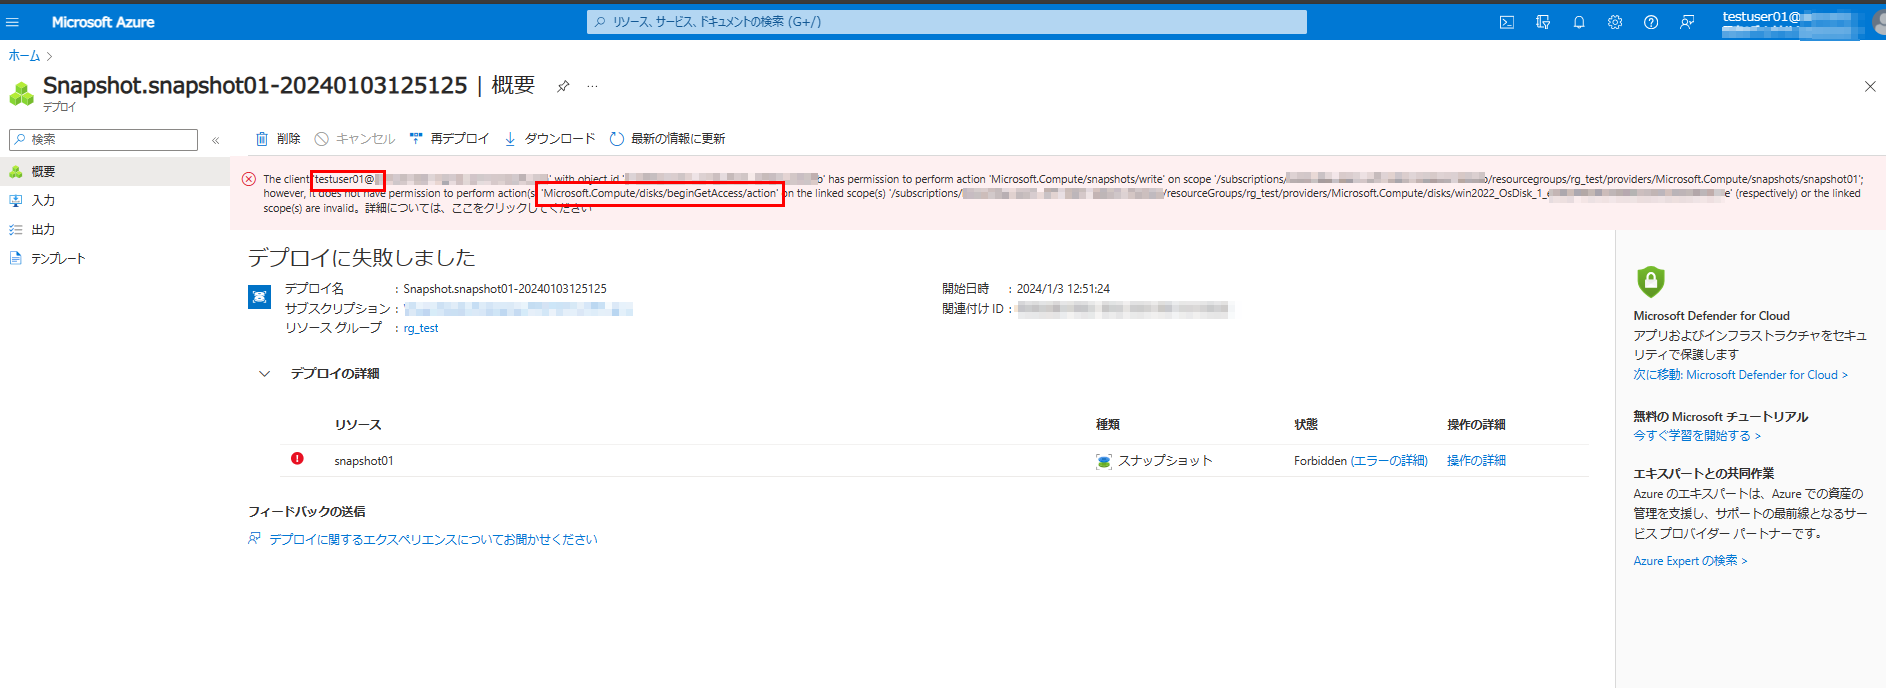 Microsoft Azure
リソース、サービス、ドキュメントの検索 (G+/)
testuser01@
ホーム >
Snapshot.snapshot01-20240103125125 | 概要
デプロイ
検索
«
削除 キャンセル 再デプロイ ダウンロード 最新の情報に更新
概要
入力
出力
テンプレート
The client 'testuser01@ ' with object id ' o' has permission to perform action 'Microsoft.Compute/snapshots/write' on scope '/subscriptions/ /resourcegroups/rg_test/providers/Microsoft.Compute/snapshots/snapshot01';
however, it does not have permission to perform action(s 'Microsoft.Compute/disks/beginGetAccess/action' on the linked scope(s) '/subscriptions/ /resourceGroups/rg_test/providers/Microsoft.Compute/disks/win2022_OsDisk_1_ e' (respectively) or the linked
scope(s) are invalid。詳細については、ここをクリックしてください
デプロイに失敗しました
デプロイ名 : Snapshot.snapshot01-20240103125125
サブスクリプション :
リソース グループ : rg_test
開始日時 : 2024/1/3 12:51:24
関連付け ID :
デプロイの詳細
リソース 種類 状態 操作の詳細
snapshot01 スナップショット Forbidden (エラーの詳細) 操作の詳細
フィードバックの送信
デプロイに関するエクスペリエンスについてお聞かせください
Microsoft Defender for Cloud
アプリおよびインフラストラクチャをセキュ
リティで保護します
次に移動: Microsoft Defender for Cloud >
無料の Microsoft チュートリアル
今すぐ学習を開始する >
エキスパートとの共同作業
Azure のエキスパートは、Azure での資産の
管理を支援し、サポートの最前線となるサー
ビス プロバイダー パートナーです。
Azure Expert の検索 >